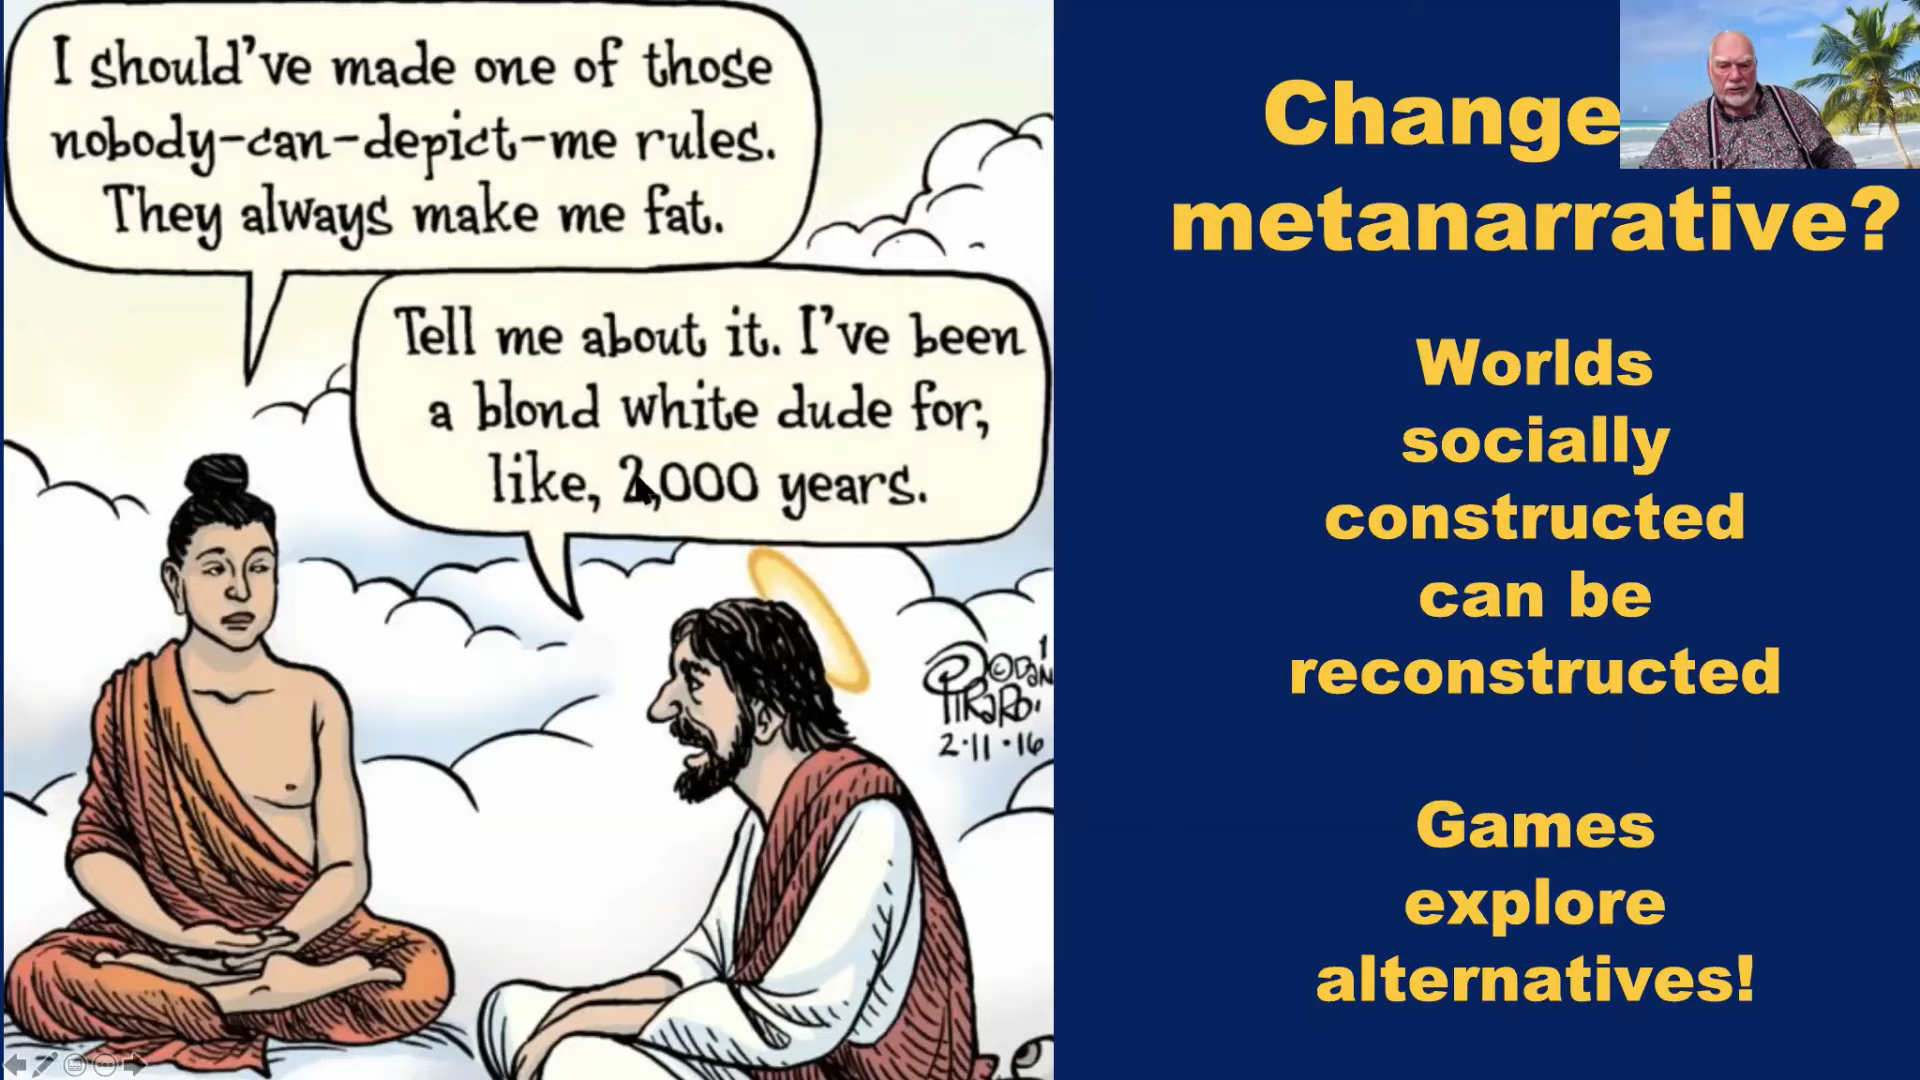 I should've made one of those
nobody-can-depict-me rules.
They always make me fat.
Tell me about it. I've been
a blond white dude for,
like, 2,000 years.
©Dan
Piraro
2·11·16
Change
metanarrative?
Worlds
socially
constructed
can be
reconstructed
Games
explore
alternatives!